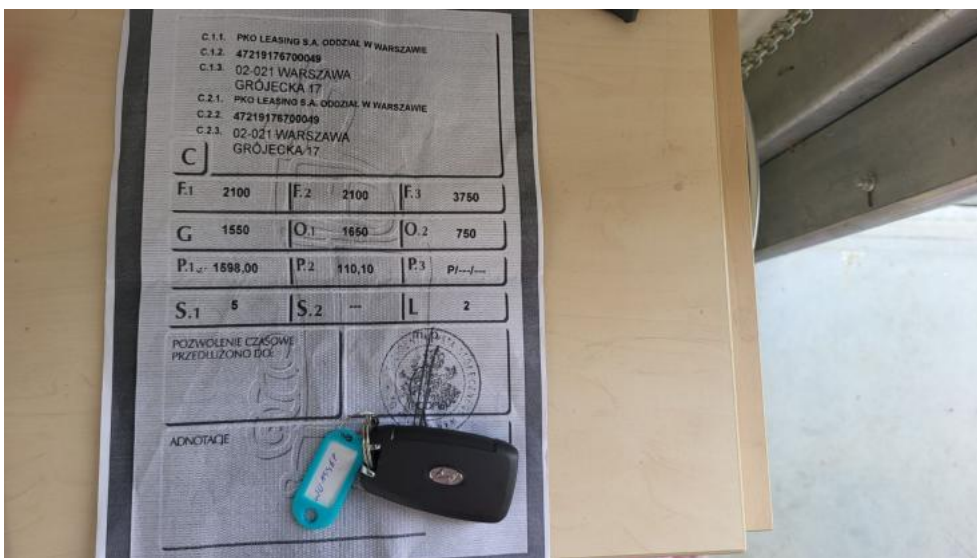 C.1.1. PKO LEASING S.A. ODDZIAŁ W WARSZAWIE
C.1.2. 47219176700049
C.1.3. 02-021 WARSZAWA
GRÓJECKA 17
C.2.1. PKO LEASING S.A. ODDZIAŁ W WARSZAWIE
C.2.2. 47219176700049
C.2.3. 02-021 WARSZAWA
GRÓJECKA 17
C
F.1 2100 F.2 2100 F.3 3750
G 1550 O.1 1650 O.2 750
P.1 1598,00 P.2 110,10 P.3 P/---/---
S.1 5 S.2 --- L 2
POZWOLENIE CZASOWE
PRZEDŁUŻONO DO:
ADNOTACJE